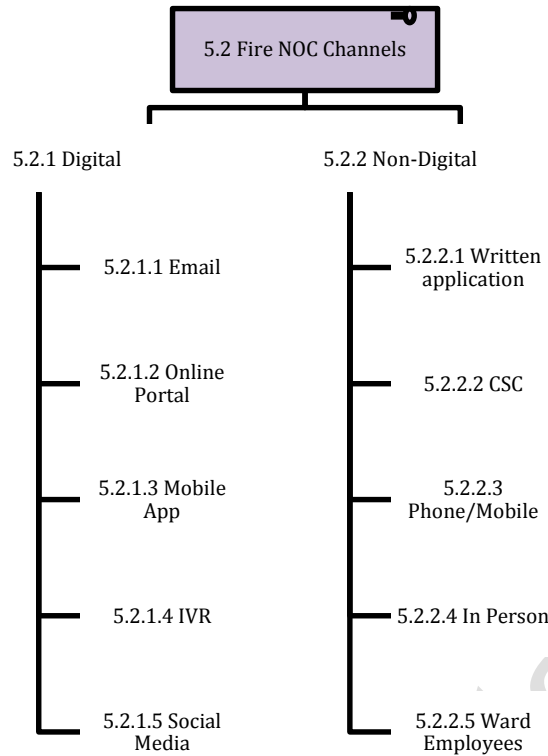 5.2 Fire NOC Channels
5.2.1 Digital
5.2.2 Non-Digital
5.2.1.1 Email
5.2.2.1 Written
application
5.2.1.2 Online
Portal
5.2.2.2 CSC
5.2.1.3 Mobile
App
5.2.2.3
Phone/Mobile
5.2.1.4 IVR
5.2.2.4 In Person
5.2.1.5 Social
Media
5.2.2.5 Ward
Employees